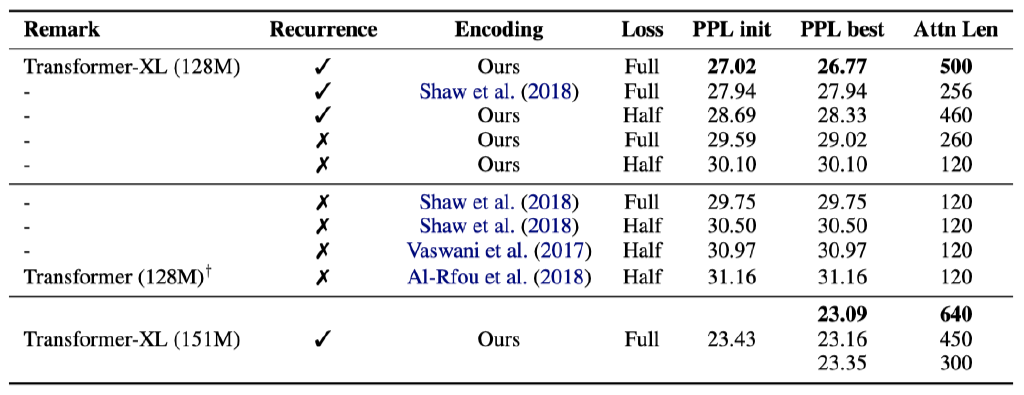 Remark Recurrence Encoding Loss PPL init PPL best Attn Len
Transformer-XL (128M) ✓ Ours Full 27.02 26.77 500
- ✓ Shaw et al. (2018) Full 27.94 27.94 256
- ✓ Ours Half 28.69 28.33 460
- ✗ Ours Full 29.59 29.02 260
- ✗ Ours Half 30.10 30.10 120
- ✗ Shaw et al. (2018) Full 29.75 29.75 120
- ✗ Shaw et al. (2018) Half 30.50 30.50 120
- ✗ Vaswani et al. (2017) Half 30.97 30.97 120
Transformer (128M)† ✗ Al-Rfou et al. (2018) Half 31.16 31.16 120
23.09 640
Transformer-XL (151M) ✓ Ours Full 23.43 23.16 450
23.35 300